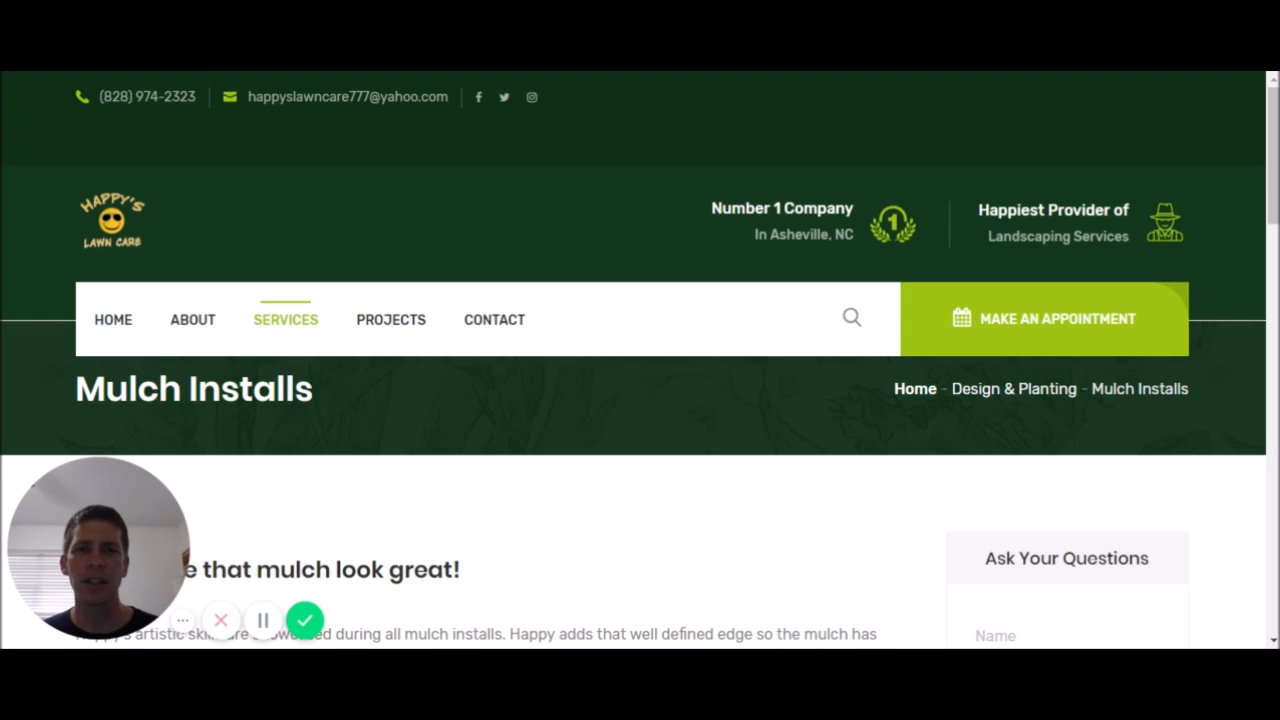 (828) 974-2323 happyslawncare777@yahoo.com
HAPPY'S
LAWN CARE
Number 1 Company
In Asheville, NC
1
Happiest Provider of
Landscaping Services
HOME ABOUT SERVICES PROJECTS CONTACT
MAKE AN APPOINTMENT
Mulch Installs
Home - Design & Planting - Mulch Installs
e that mulch look great!
Ask Your Questions
artistic during all mulch installs. Happy adds that well defined edge so the mulch has
Name